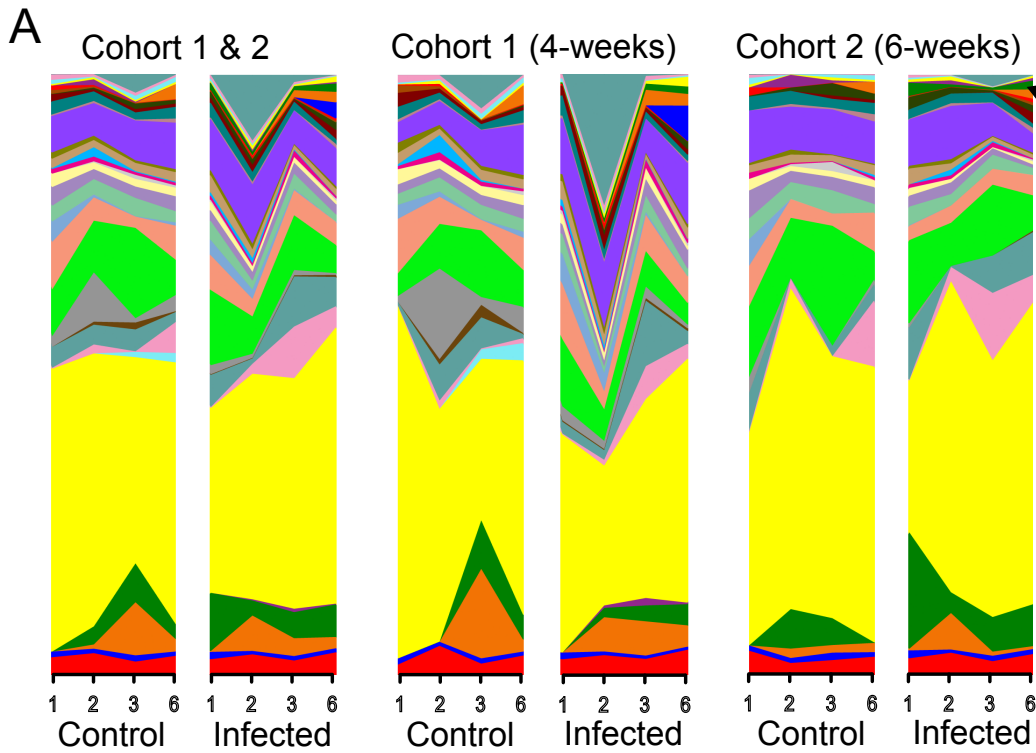 A
Cohort 1 & 2 Cohort 1 (4-weeks) Cohort 2 (6-weeks)
1 2 3 6 1 2 3 6 1 2 3 6 1 2 3 6 1 2 3 6 1 2 3 6
Control Infected Control Infected Control Infected